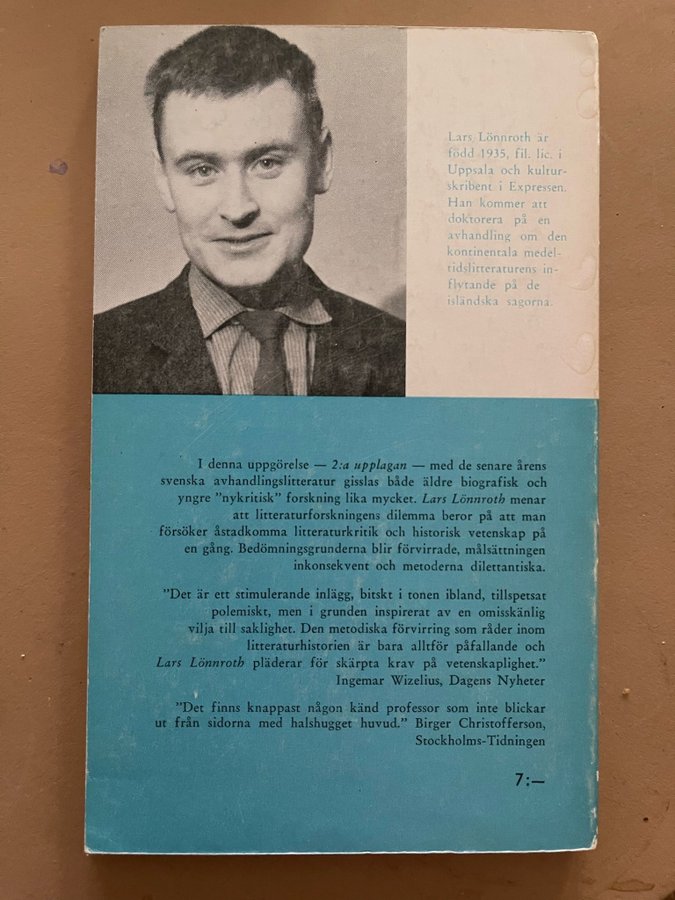 Lars Lönnroth är
född 1935, fil. lic. i
Uppsala och kultur-
skribent i Expressen.
Han kommer att
doktorera på en
avhandling om den
kontinentala medel-
tidslitteraturens in-
flytande på de
isländska sagorna.
I denna uppgörelse — 2:a upplagan — med de senare årens
svenska avhandlingslitteratur gisslas både äldre biografisk och
yngre ”nykritisk” forskning lika mycket. Lars Lönnroth menar
att litteraturforskningens dilemma beror på att man
försöker åstadkomma litteraturkritik och historisk vetenskap på
en gång. Bedömningsgrunderna blir förvirrade, målsättningen
inkonsekvent och metoderna dilettantiska.
”Det är ett stimulerande inlägg, bitskt i tonen ibland, tillspetsat
polemiskt, men i grunden inspirerat av en omisskänlig
vilja till saklighet. Den metodiska förvirring som råder inom
litteraturhistorien är bara alltför påfallande och
Lars Lönnroth pläderar för skärpta krav på vetenskaplighet.”
Ingemar Wizelius, Dagens Nyheter
”Det finns knappast någon känd professor som inte blickar
ut från sidorna med halshugget huvud.” Birger Christofferson,
Stockholms-Tidningen
7:—